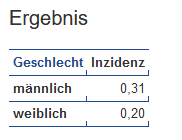 Ergebnis
Geschlecht Inzidenz
männlich 0,31
weiblich 0,20